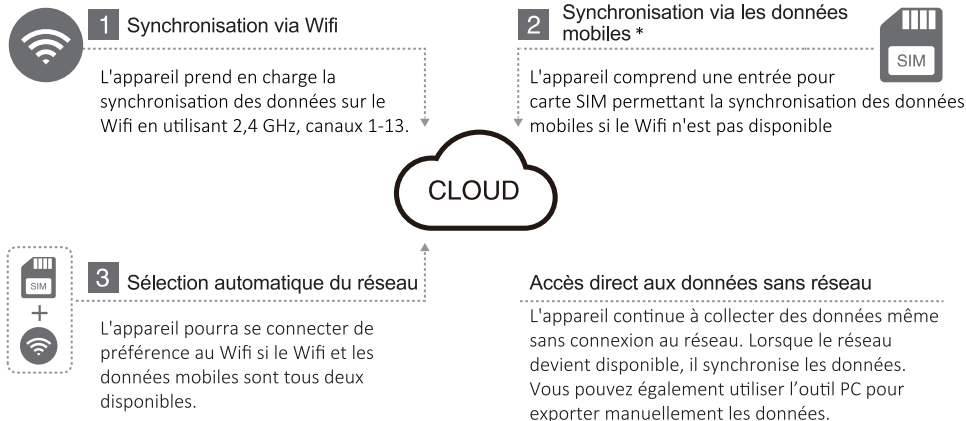 1 Synchronisation via Wifi
L'appareil prend en charge la
synchronisation des données sur le
Wifi en utilisant 2,4 GHz, canaux 1-13.
2 Synchronisation via les données
mobiles *
SIM
L'appareil comprend une entrée pour
carte SIM permettant la synchronisation des données
mobiles si le Wifi n'est pas disponible
CLOUD
SIM
+
3 Sélection automatique du réseau
L'appareil pourra se connecter de
préférence au Wifi si le Wifi et les
données mobiles sont tous deux
disponibles.
Accès direct aux données sans réseau
L'appareil continue à collecter des données même
sans connexion au réseau. Lorsque le réseau
devient disponible, il synchronise les données.
Vous pouvez également utiliser l’outil PC pour
exporter manuellement les données.